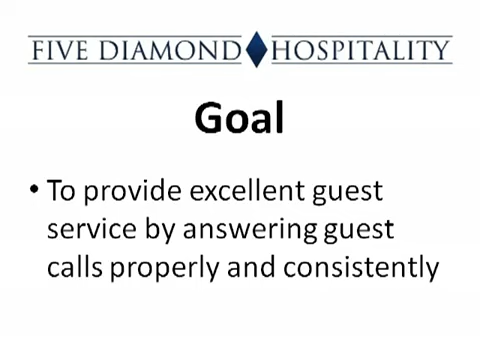 FIVE DIAMOND HOSPITALITY
Goal
• To provide excellent guest
service by answering guest
calls properly and consistently